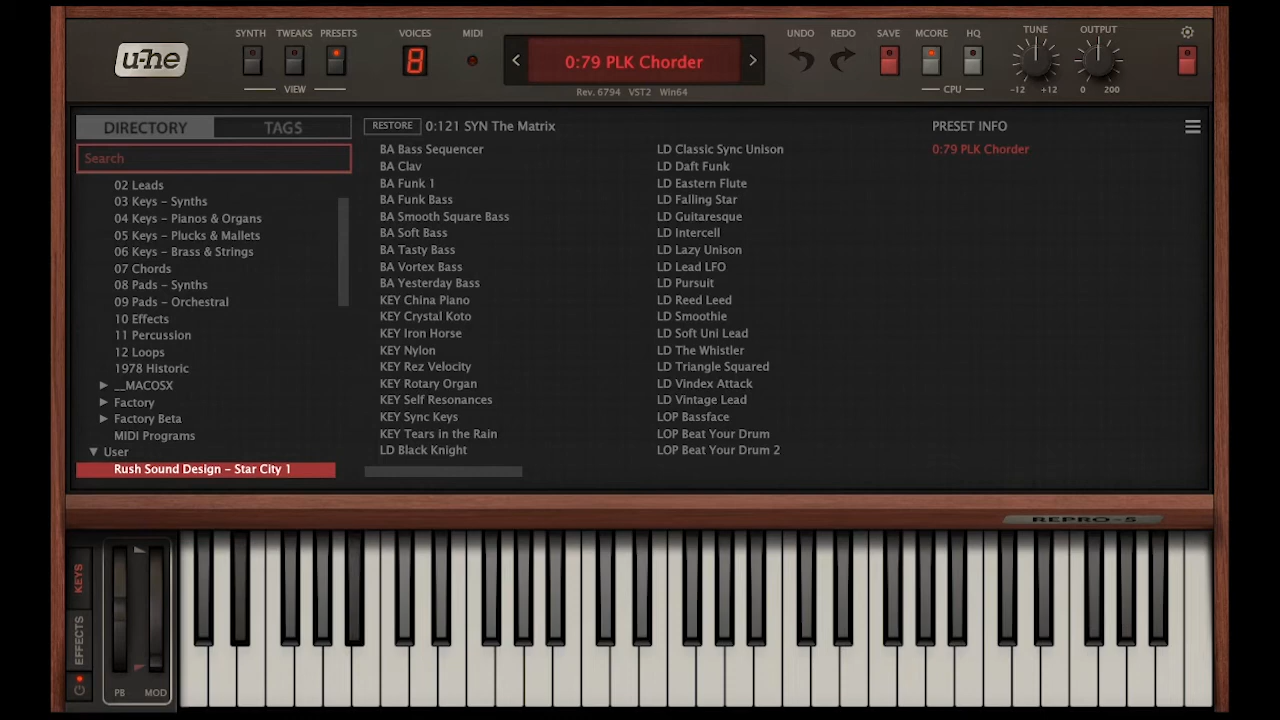 SYNTH TWEAKS PRESETS
VIEW
VOICES
8
MIDI
u-he
< 0:79 PLK Chorder >
Rev. 6794 VST2 Win64
UNDO REDO SAVE MCORE HQ
CPU
TUNE
-12 +12
OUTPUT
0 200
DIRECTORY TAGS
Search
02 Leads
03 Keys - Synths
04 Keys - Pianos & Organs
05 Keys - Plucks & Mallets
06 Keys - Brass & Strings
07 Chords
08 Pads - Synths
09 Pads - Orchestral
10 Effects
11 Percussion
12 Loops
1978 Historic
__MACOSX
Factory
Factory Beta
MIDI Programs
User
Rush Sound Design - Star City 1
RESTORE 0:121 SYN The Matrix
BA Bass Sequencer
BA Clav
BA Funk 1
BA Funk Bass
BA Smooth Square Bass
BA Soft Bass
BA Tasty Bass
BA Vortex Bass
BA Yesterday Bass
KEY China Piano
KEY Crystal Koto
KEY Iron Horse
KEY Nylon
KEY Rez Velocity
KEY Rotary Organ
KEY Self Resonances
KEY Sync Keys
KEY Tears in the Rain
LD Black Knight
LD Classic Sync Unison
LD Daft Funk
LD Eastern Flute
LD Falling Star
LD Guitaresque
LD Intercell
LD Lazy Unison
LD Lead LFO
LD Pursuit
LD Reed Leed
LD Smoothie
LD Soft Uni Lead
LD The Whistler
LD Triangle Squared
LD Vindex Attack
LD Vintage Lead
LOP Bassface
LOP Beat Your Drum
LOP Beat Your Drum 2
PRESET INFO
0:79 PLK Chorder
REPRO-5
KEYS
EFFECTS
PB MOD